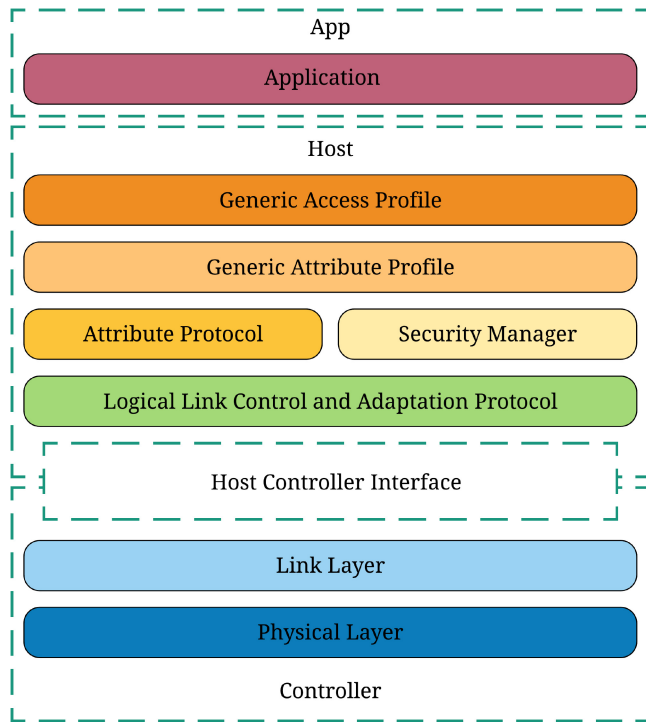 App
Application
Host
Generic Access Profile
Generic Attribute Profile
Attribute Protocol
Security Manager
Logical Link Control and Adaptation Protocol
Host Controller Interface
Link Layer
Physical Layer
Controller